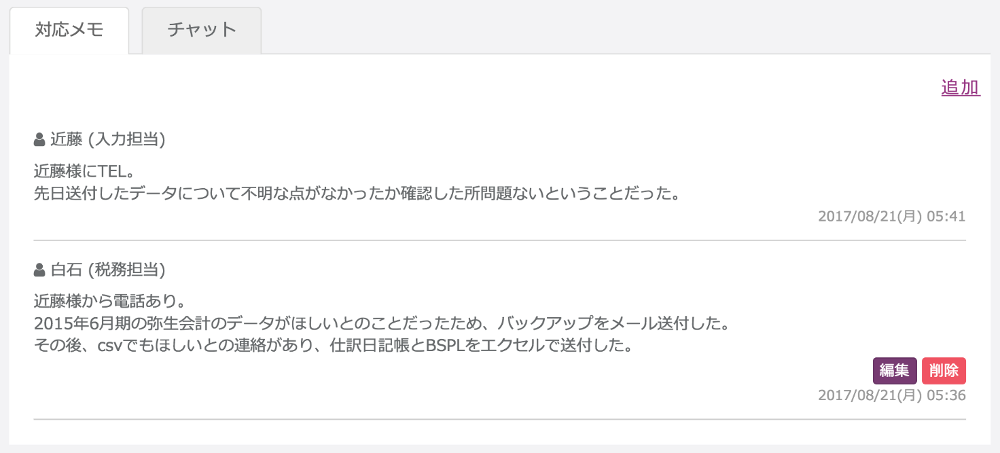 対応メモ
チャット
追加
近藤 (入力担当)
近藤様にTEL。
先日送付したデータについて不明な点がなかったか確認した所問題ないということだった。
2017/08/21(月) 05:41
白石 (税務担当)
近藤様から電話あり。
2015年6月期の弥生会計のデータがほしいとのことだったため、バックアップをメール送付した。
その後、csvでもほしいとの連絡があり、仕訳日記帳とBSPLをエクセルで送付した。
編集 削除
2017/08/21(月) 05:36